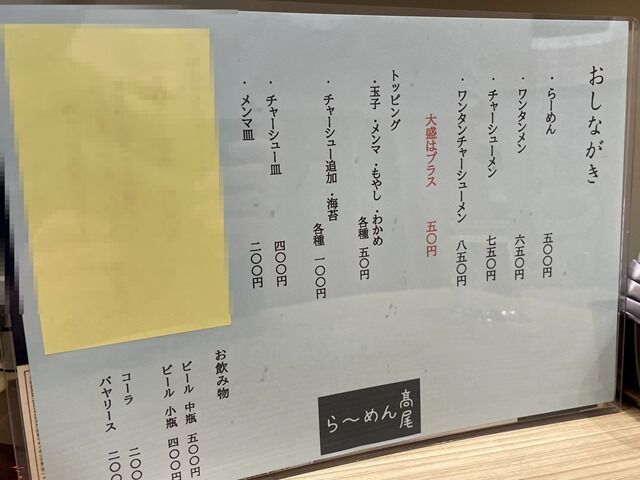 おしながき
・らーめん 五〇〇円
・ワンタンメン 六五〇円
・チャーシューメン 七五〇円
・ワンタンチャーシューメン 八五〇円
大盛はプラス 五〇円
トッピング
・玉子・メンマ・もやし・わかめ
各種 五〇円
・チャーシュー追加・海苔
各種 一〇〇円
・チャーシュー皿 四〇〇円
・メンマ皿 二〇〇円
お飲み物
ビール 中瓶 五〇〇円
ビール 小瓶 四〇〇円
コーラ 二〇〇
バヤリース 二〇〇
らーめん 髙尾